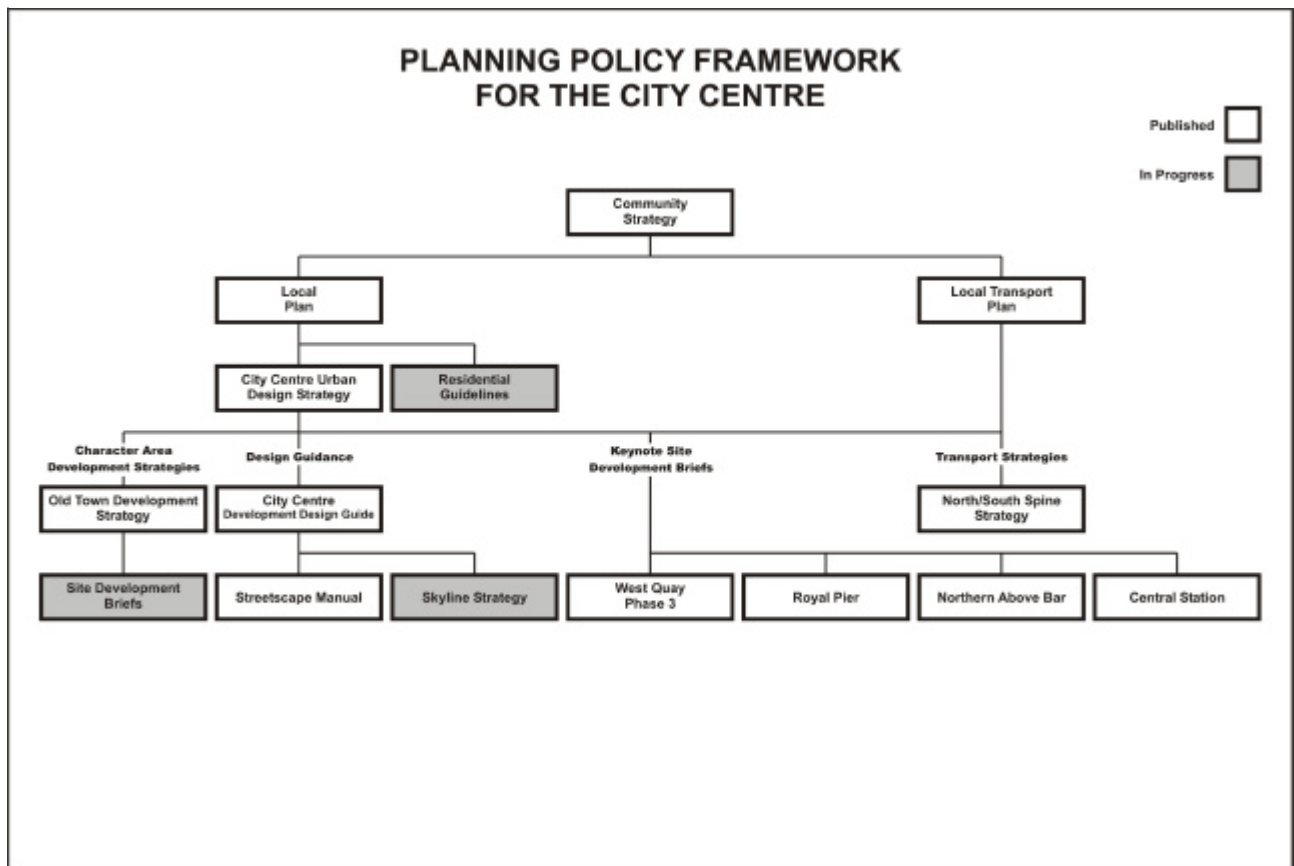 PLANNING POLICY FRAMEWORK
FOR THE CITY CENTRE
Published
In Progress
Community
Strategy
Local
Plan
Local Transport
Plan
City Centre Urban
Design Strategy
Residential
Guidelines
Character Area
Development Strategies
Design Guidance
Keynote Site
Development Briefs
Transport Strategies
Old Town Development
Strategy
City Centre
Development Design Guide
North/South Spine
Strategy
Site Development
Briefs
Streetscape Manual
Skyline Strategy
West Quay
Phase 3
Royal Pier
Northern Above Bar
Central Station